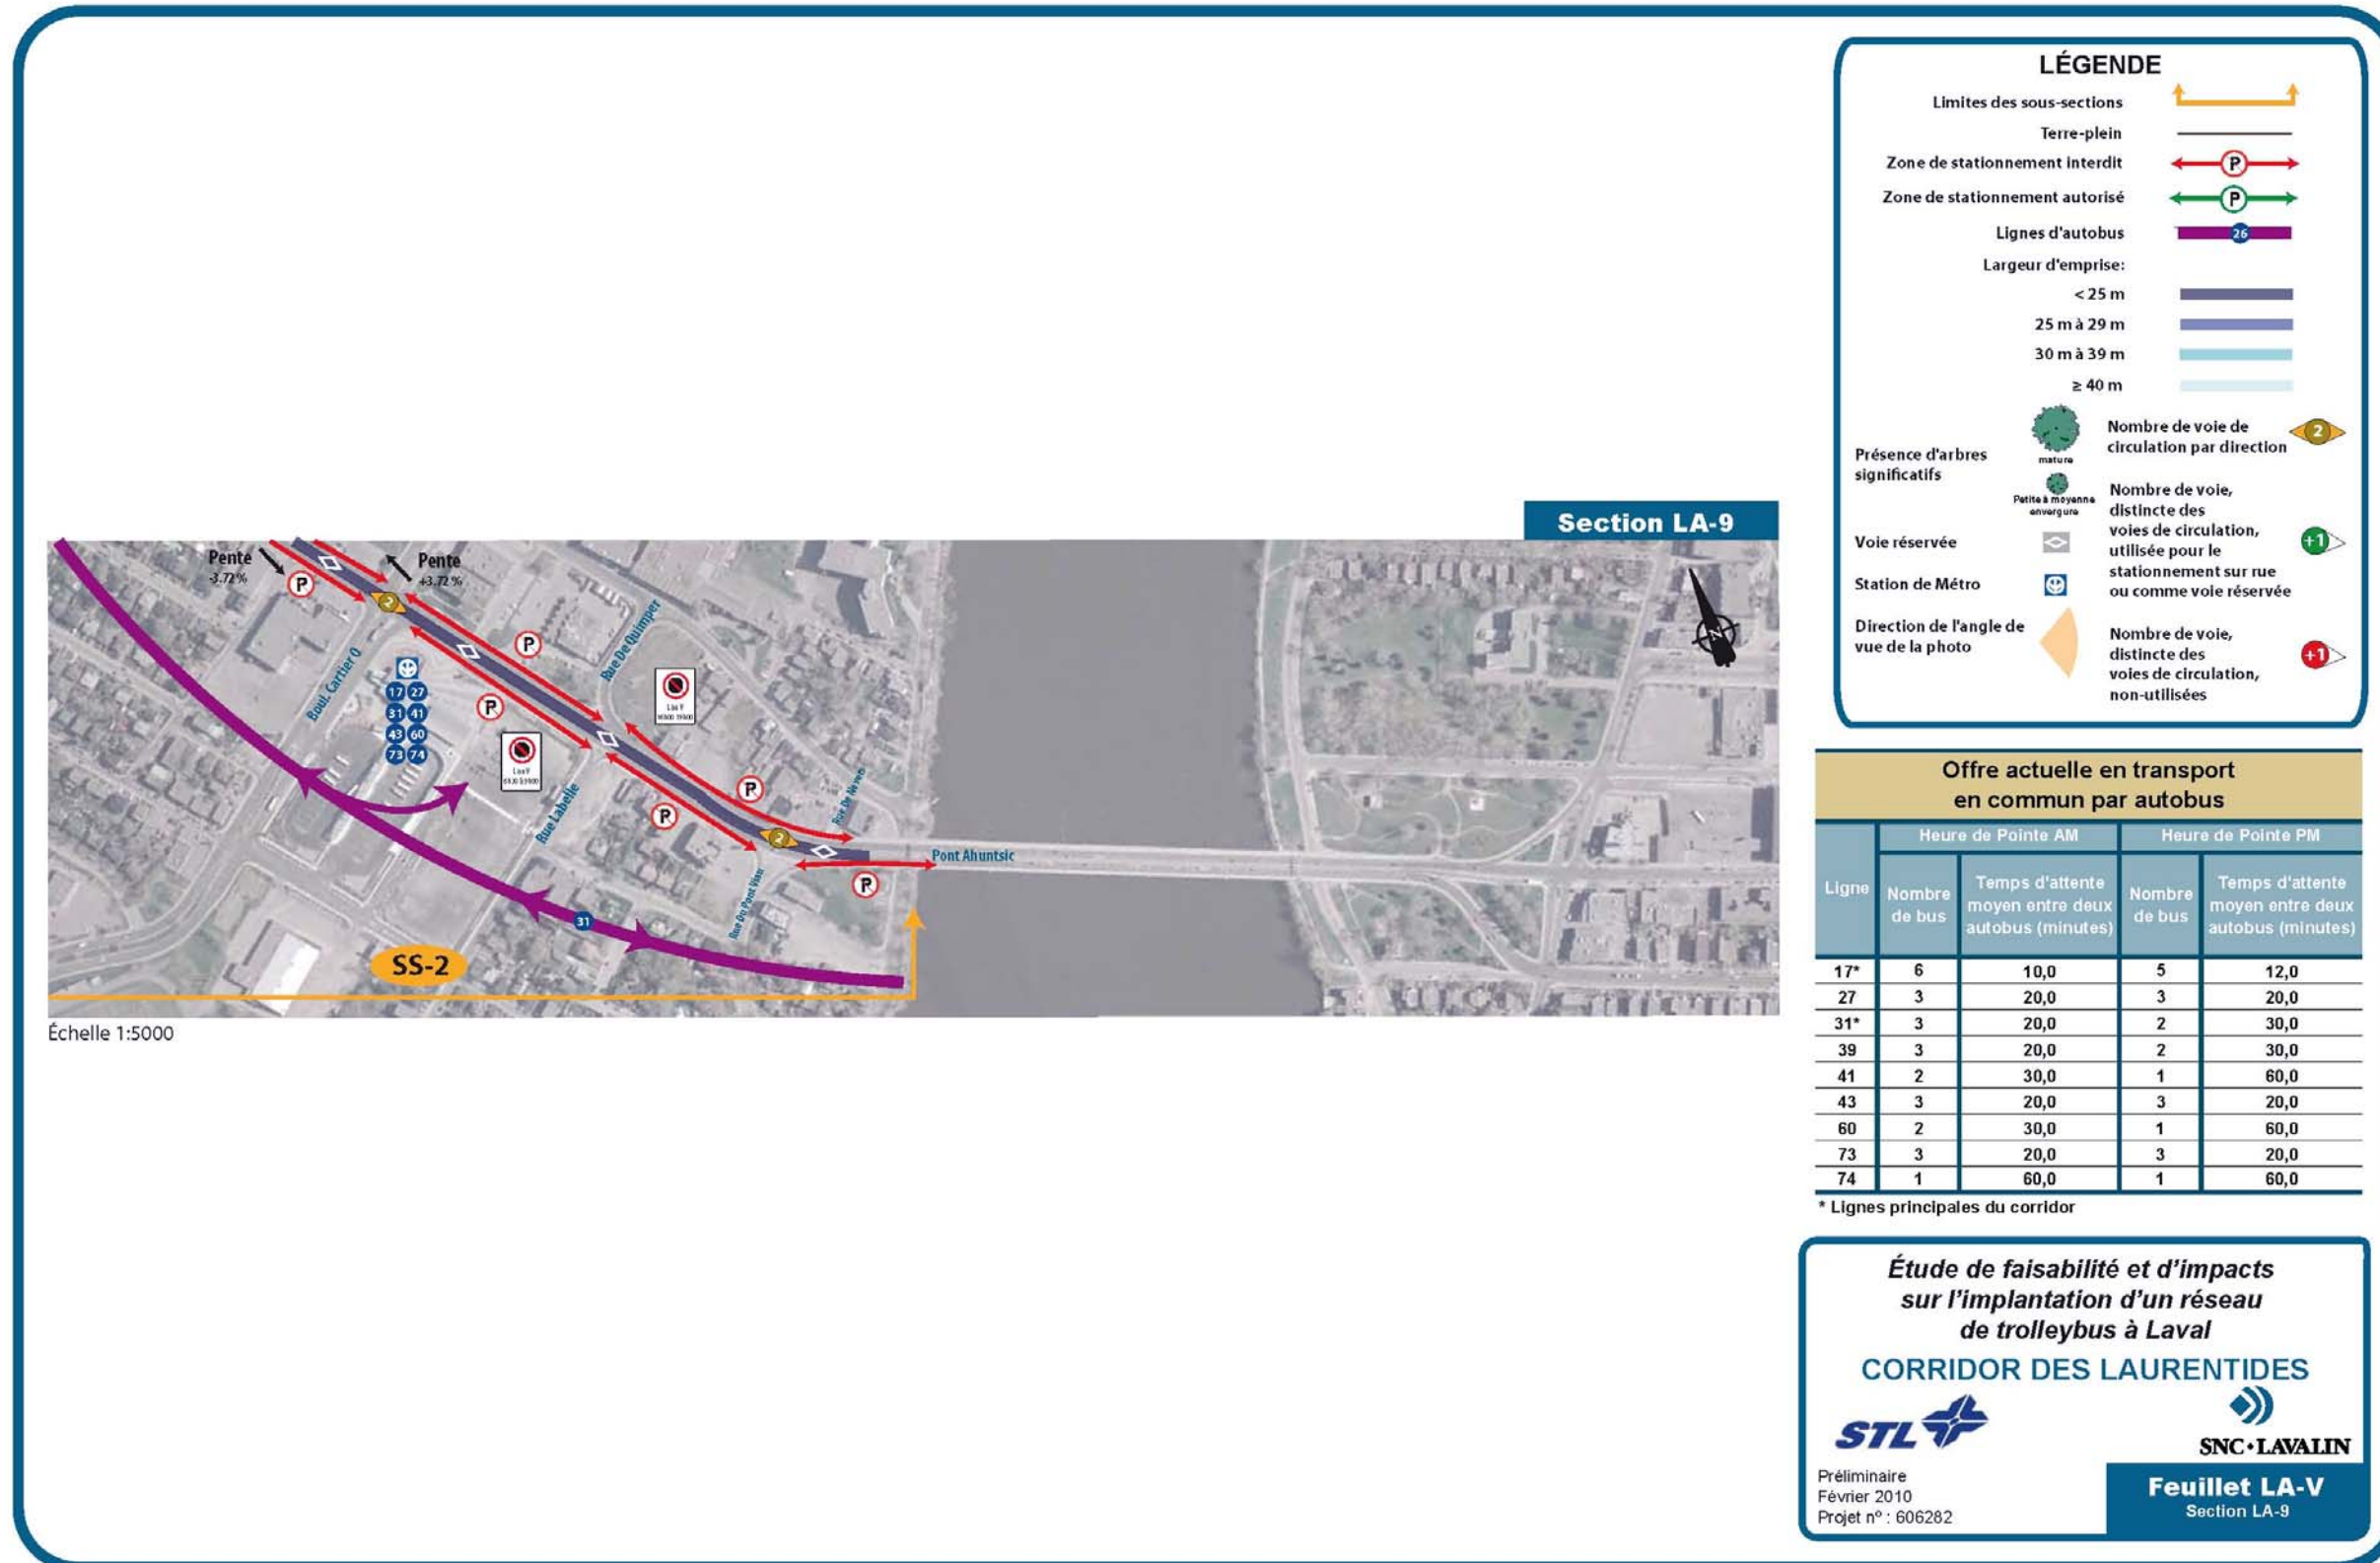 LÉGENDE
Limites des sous-sections
Terre-plein
Zone de stationnement interdit
P
Zone de stationnement autorisé
P
Lignes d'autobus
26
Largeur d'emprise:
< 25 m
25 m à 29 m
30 m à 39 m
≥ 40 m
Présence d'arbres
significatifs
mature
Petite à moyenne
envergure
Nombre de voie de
circulation par direction
2
Voie réservée
Station de Métro
Direction de l'angle de
vue de la photo
Nombre de voie,
distincte des
voies de circulation,
utilisée pour le
stationnement sur rue
ou comme voie réservée
+1
Nombre de voie,
distincte des
voies de circulation,
non-utilisées
+1
Section LA-9
Pente
-3.72 %
Pente
+3.72 %
P
2
P
P
Boul. Cartier O
Rue De Quimper
17 27
31 41
43 60
73 74
Rue Labelle
P
P
2
Rue Du Pont Viau
Pont Ahuntsic
P
31
SS-2
N
Échelle 1:5000
Offre actuelle en transport
en commun par autobus
Ligne Heure de Pointe AM Heure de Pointe PM
Nombre de bus Temps d'attente moyen entre deux autobus (minutes) Nombre de bus Temps d'attente moyen entre deux autobus (minutes)
17* 6 10,0 5 12,0
27 3 20,0 3 20,0
31* 3 20,0 2 30,0
39 3 20,0 2 30,0
41 2 30,0 1 60,0
43 3 20,0 3 20,0
60 2 30,0 1 60,0
73 3 20,0 3 20,0
74 1 60,0 1 60,0
* Lignes principales du corridor
Étude de faisabilité et d'impacts
sur l'implantation d'un réseau
de trolleybus à Laval
CORRIDOR DES LAURENTIDES
STL
SNC•LAVALIN
Préliminaire
Février 2010
Projet nº : 606282
Feuillet LA-V
Section LA-9